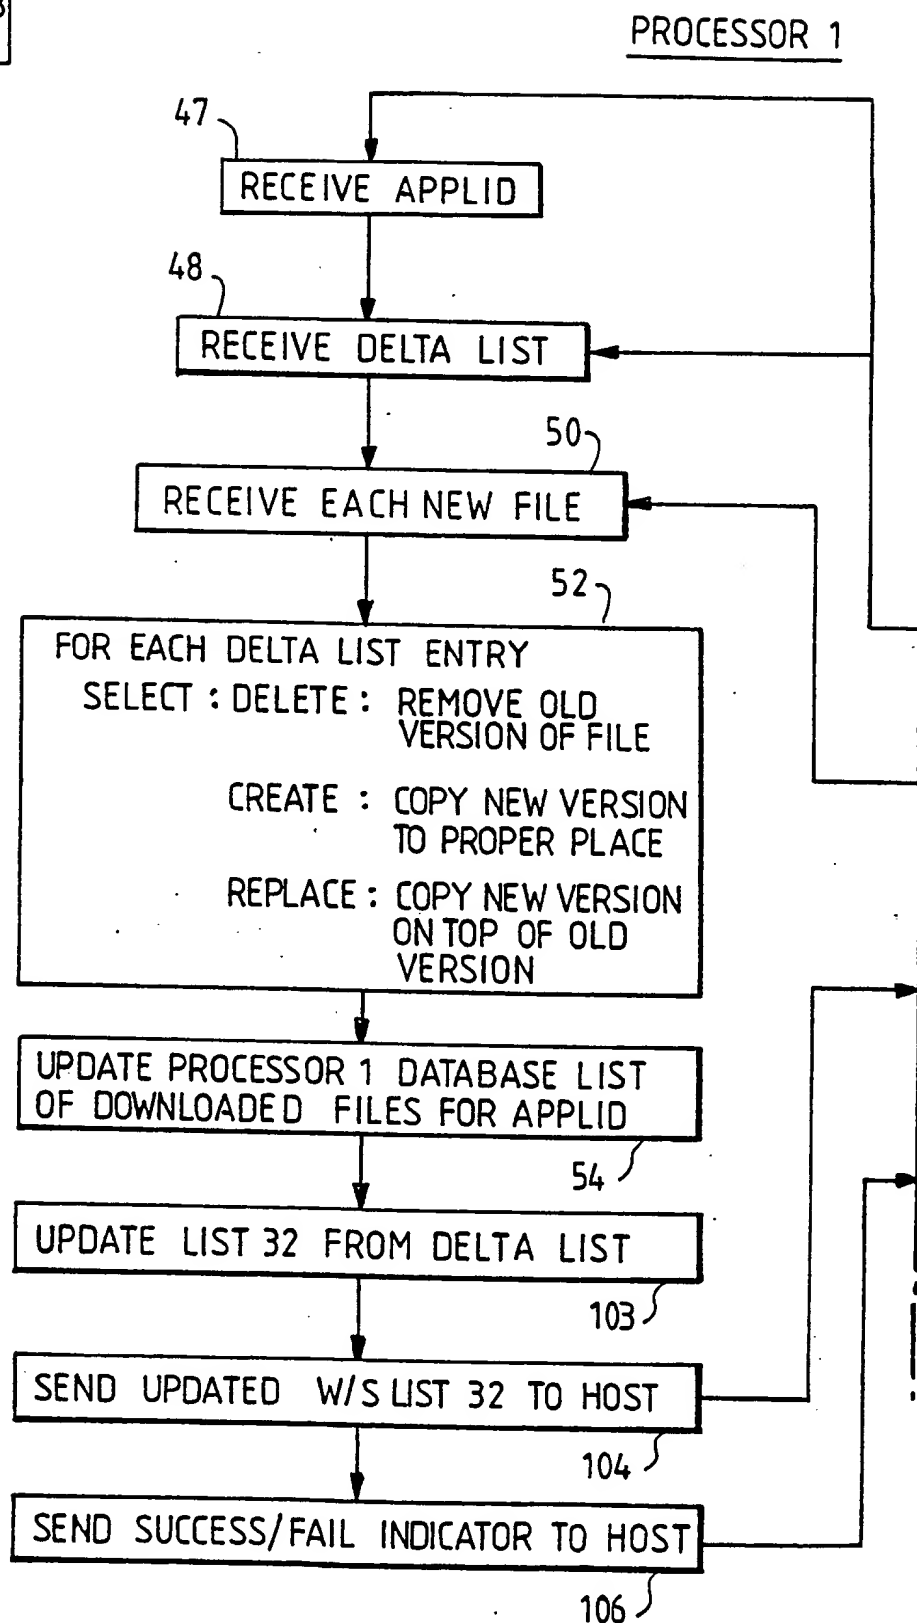 PROCESSOR 1
47
RECEIVE APPLID
48
RECEIVE DELTA LIST
50
RECEIVE EACH NEW FILE
52
FOR EACH DELTA LIST ENTRY
SELECT : DELETE : REMOVE OLD
VERSION OF FILE
CREATE : COPY NEW VERSION
TO PROPER PLACE
REPLACE : COPY NEW VERSION
ON TOP OF OLD
VERSION
UPDATE PROCESSOR 1 DATABASE LIST
OF DOWNLOADED FILES FOR APPLID
54
UPDATE LIST 32 FROM DELTA LIST
103
SEND UPDATED W/S LIST 32 TO HOST
104
SEND SUCCESS/FAIL INDICATOR TO HOST
106